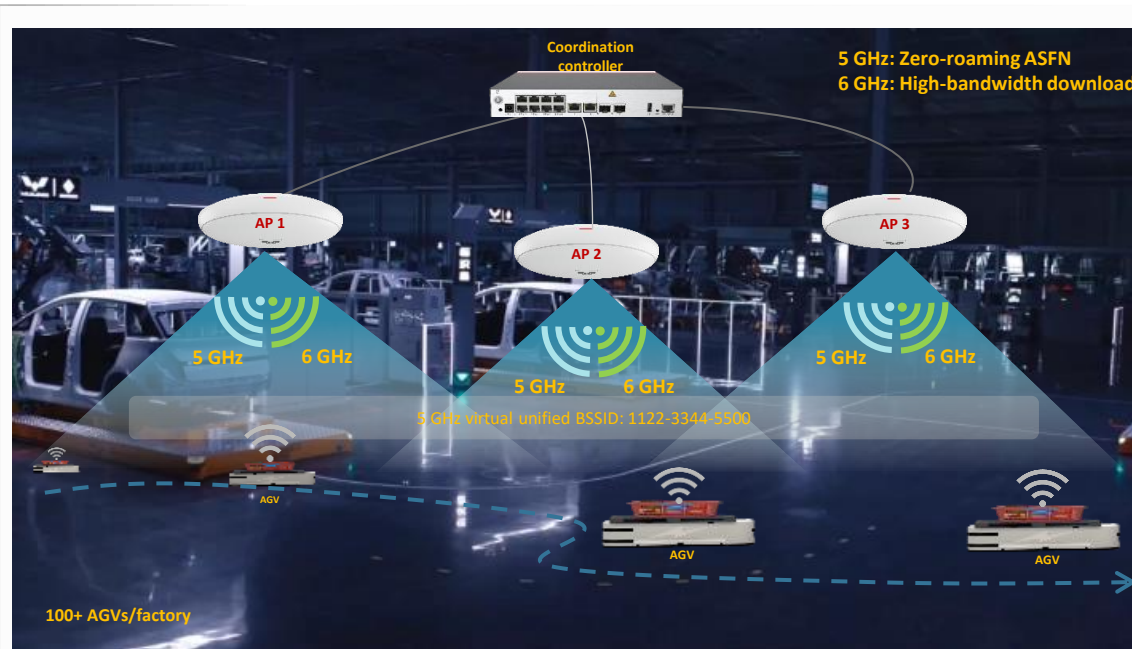 Coordination
controller
5 GHz: Zero-roaming ASFN
6 GHz: High-bandwidth download
AP 1
AP 2
AP 3
5 GHz
6 GHz
5 GHz
6 GHz
5 GHz
6 GHz
5 GHz virtual unified BSSID: 1122-3344-5500
AGV
AGV
AGV
100+ AGVs/factory